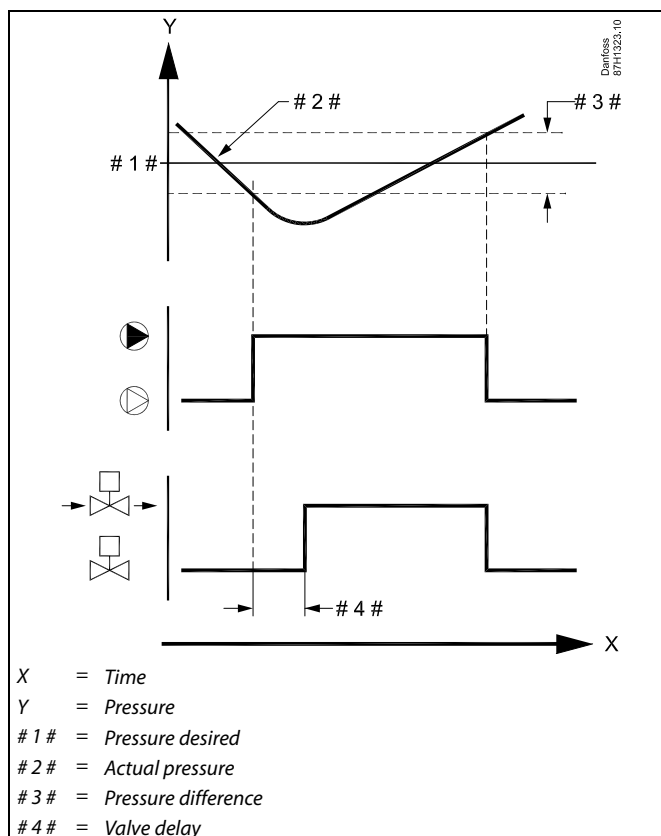 Y
Danfoss
87H1323.10
# 2 #
# 3 #
# 1 #
# 4 #
X
X = Time
Y = Pressure
# 1 # = Pressure desired
# 2 # = Actual pressure
# 3 # = Pressure difference
# 4 # = Valve delay